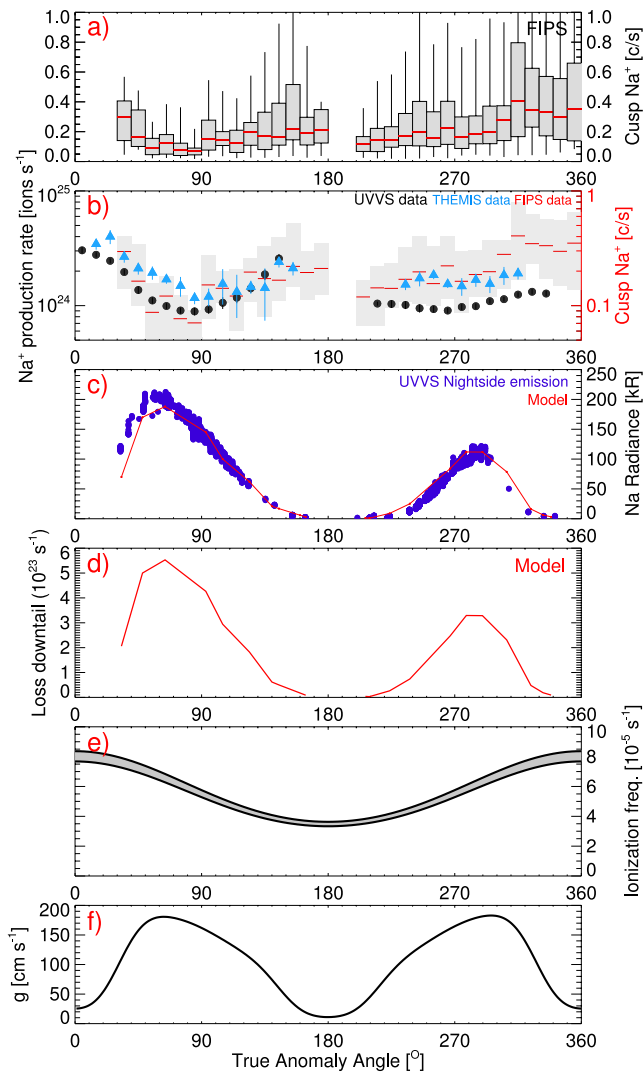 a)
FIPS
1.0
0.8
0.6
0.4
0.2
0.0
1.0
0.8
0.6
0.4
0.2
0.0
Cusp Na+ [c/s]
0 90 180 270 360
b)
UVVS data THEMIS data FIPS data
10^25
10^24
Na+ production rate [ions s^-1]
1
0.1
Cusp Na+ [c/s]
0 90 180 270 360
c)
UVVS Nightside emission
Model
250
200
150
100
50
0
Na Radiance [kR]
0 90 180 270 360
d)
Model
6
5
4
3
2
1
0
Loss downtail (10^23 s^-1)
0 90 180 270 360
e)
10
8
6
4
2
0
Ionization freq. [10^-5 s^-1]
0 90 180 270 360
f)
200
150
100
50
0
g [cm s^-1]
0 90 180 270 360
True Anomaly Angle [O]